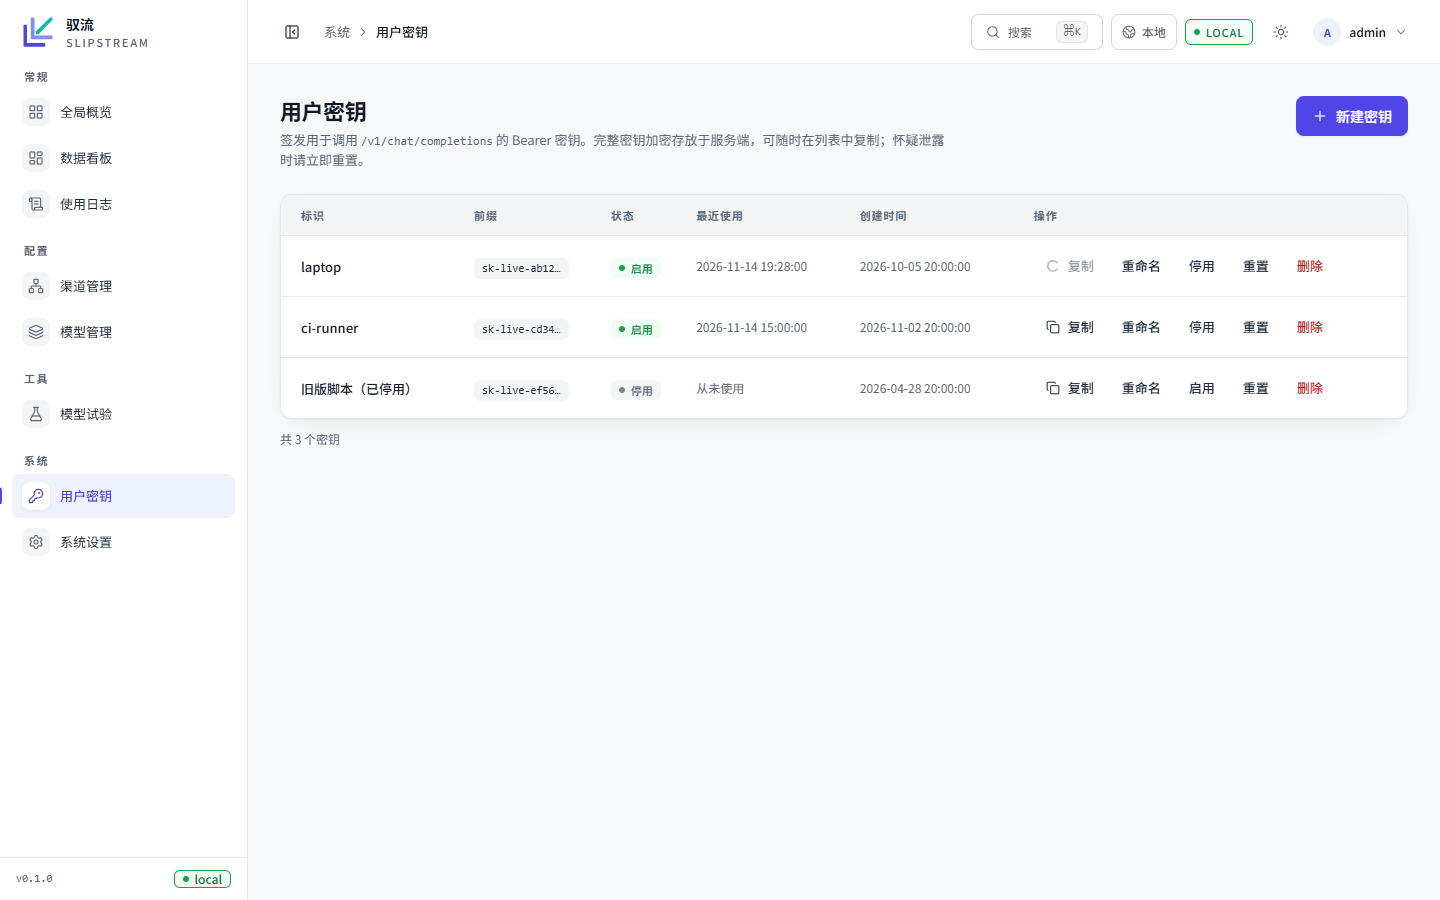 驭流
SLIPSTREAM
常规
全局概览
数据看板
使用日志
配置
渠道管理
模型管理
工具
模型试验
系统
用户密钥
系统设置
v0.1.0
local
系统
用户密钥
搜索
⌘K
本地
LOCAL
A
admin
用户密钥
签发用于调用 /v1/chat/completions 的 Bearer 密钥。完整密钥加密存放于服务端，可随时在列表中复制；怀疑泄露
时请立即重置。
新建密钥
标识 前缀 状态 最近使用 创建时间 操作
laptop sk-live-ab12… 启用 2026-11-14 19:28:00 2026-10-05 20:00:00 复制 重命名 停用 重置 删除
ci-runner sk-live-cd34… 启用 2026-11-14 15:00:00 2026-11-02 20:00:00 复制 重命名 停用 重置 删除
旧版脚本（已停用） sk-live-ef56… 停用 从未使用 2026-04-28 20:00:00 复制 重命名 启用 重置 删除
共 3 个密钥